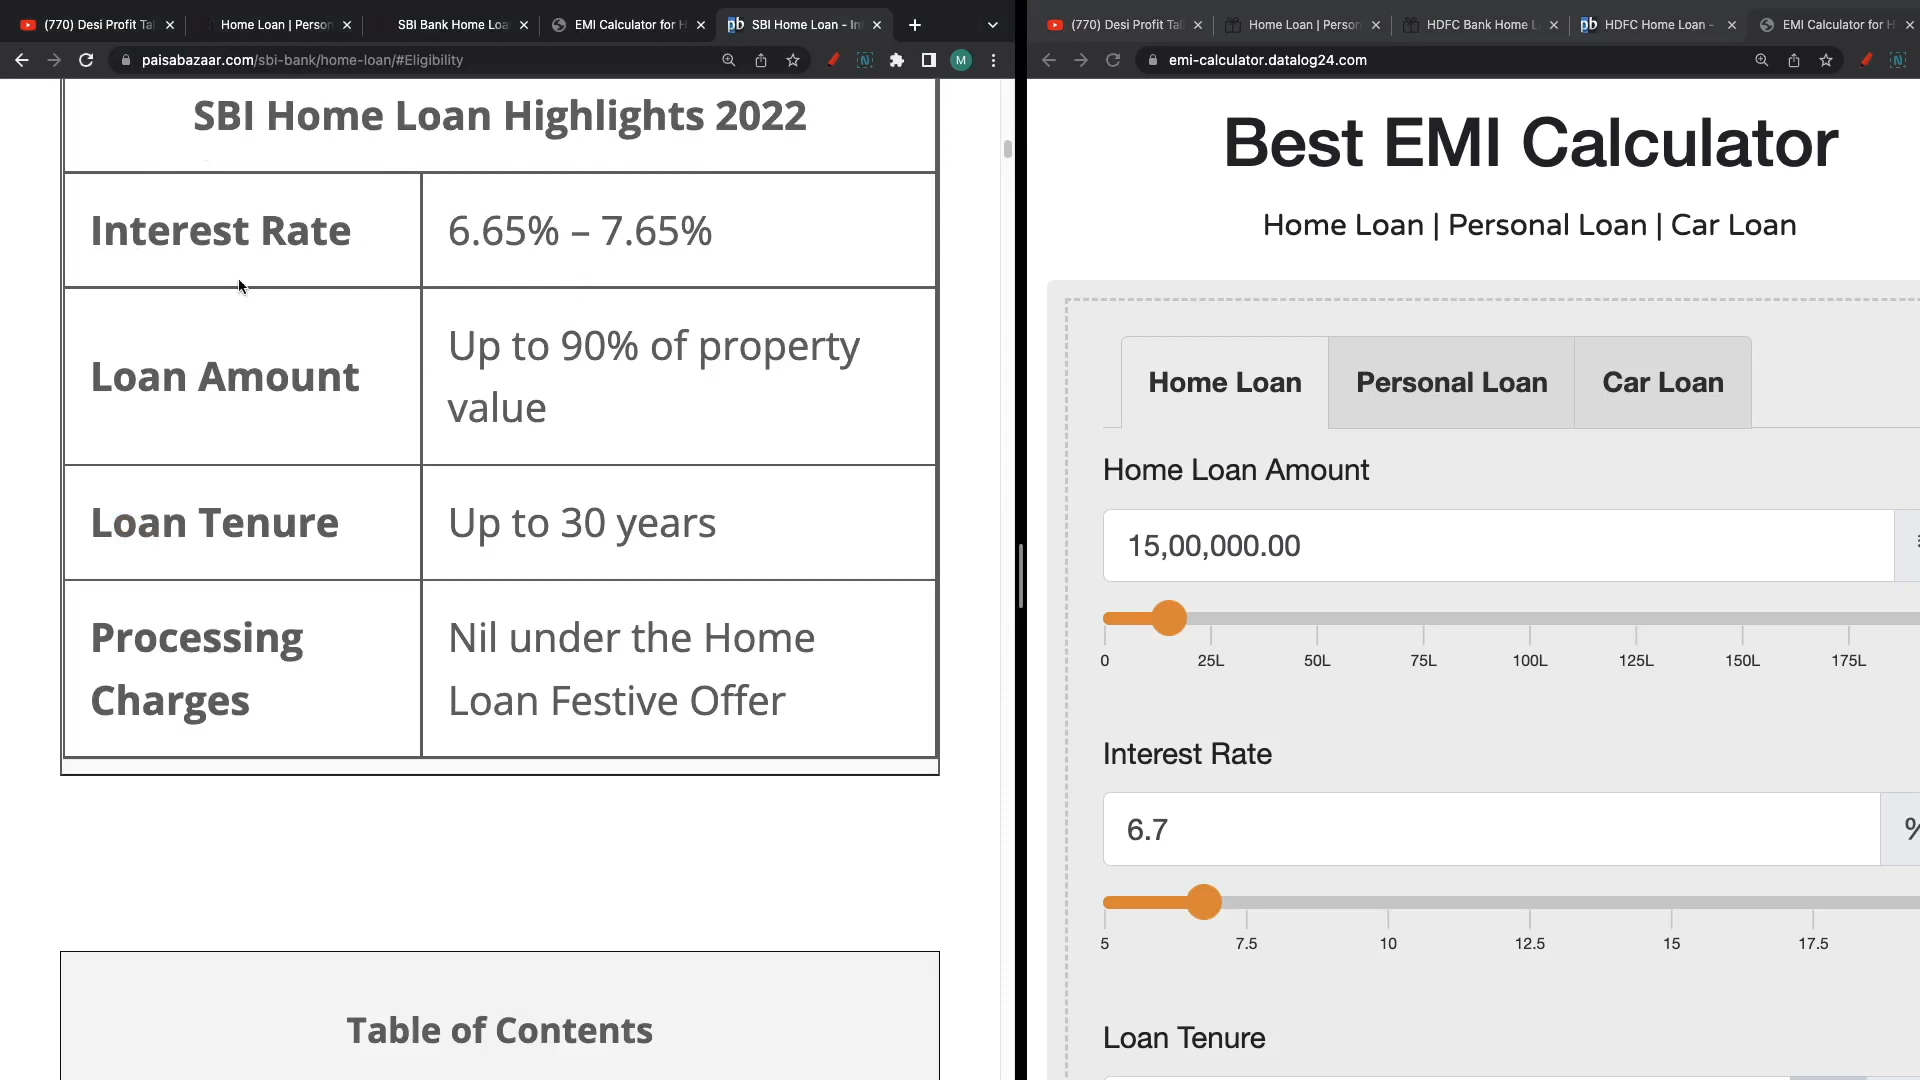 (770) Desi Profit Ta
Home Loan | Person
SBI Bank Home Loa
EMI Calculator for H
pb SBI Home Loan - In
paisabazaar.com/sbi-bank/home-loan/#Eligibility
M
SBI Home Loan Highlights 2022
Interest Rate
6.65% – 7.65%
Loan Amount
Up to 90% of property
value
Loan Tenure
Up to 30 years
Processing
Charges
Nil under the Home
Loan Festive Offer
Table of Contents
(770) Desi Profit Tal
Home Loan | Person
HDFC Bank Home L
pb HDFC Home Loan -
EMI Calculator for H
emi-calculator.datalog24.com
Best EMI Calculator
Home Loan | Personal Loan | Car Loan
Home Loan
Personal Loan
Car Loan
Home Loan Amount
15,00,000.00
0 25L 50L 75L 100L 125L 150L 175L
Interest Rate
6.7
%
5 7.5 10 12.5 15 17.5
Loan Tenure